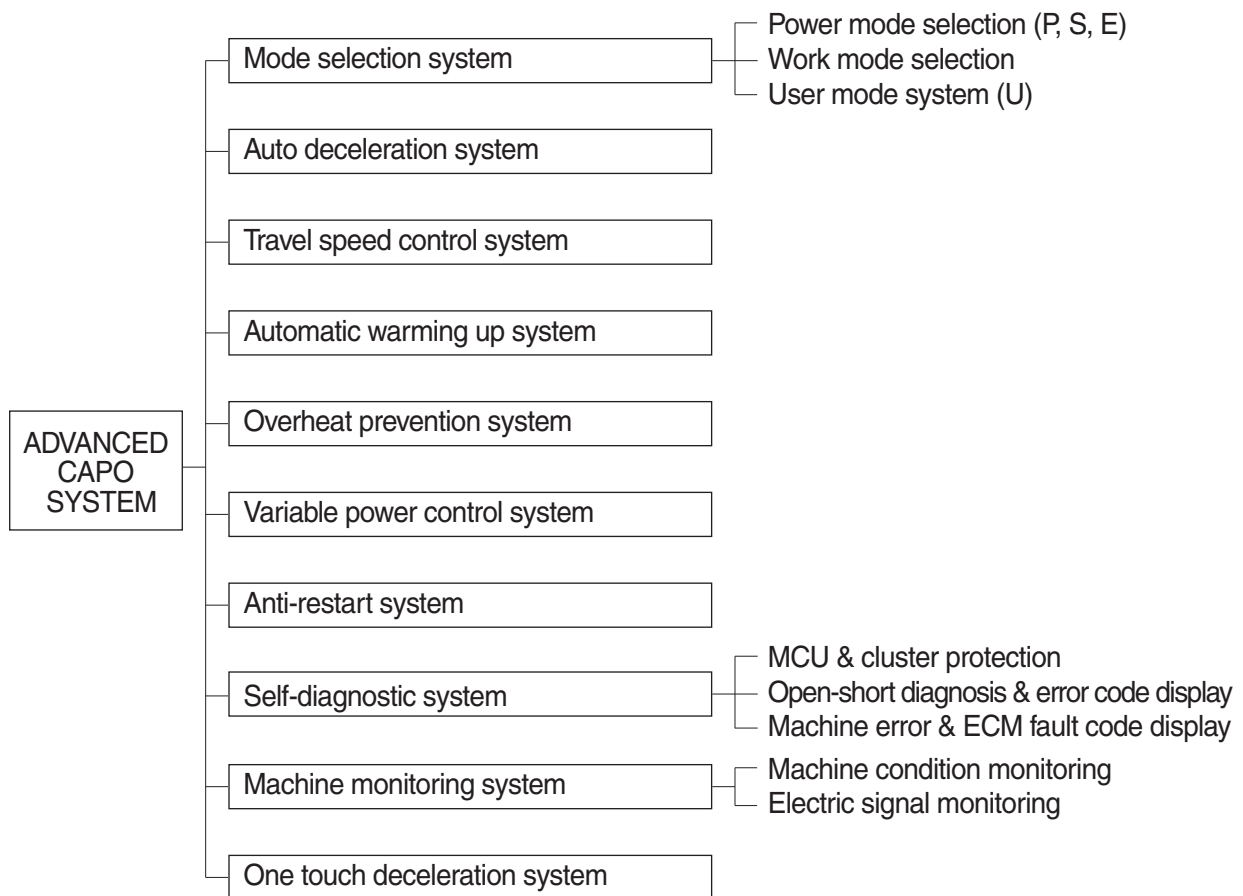 Power mode selection (P, S, E)
Mode selection system
Work mode selection
User mode system (U)
Auto deceleration system
Travel speed control system
Automatic warming up system
Overheat prevention system
ADVANCED
CAPO
SYSTEM
Variable power control system
Anti-restart system
MCU & cluster protection
Self-diagnostic system
Open-short diagnosis & error code display
Machine error & ECM fault code display
Machine monitoring system
Machine condition monitoring
Electric signal monitoring
One touch deceleration system